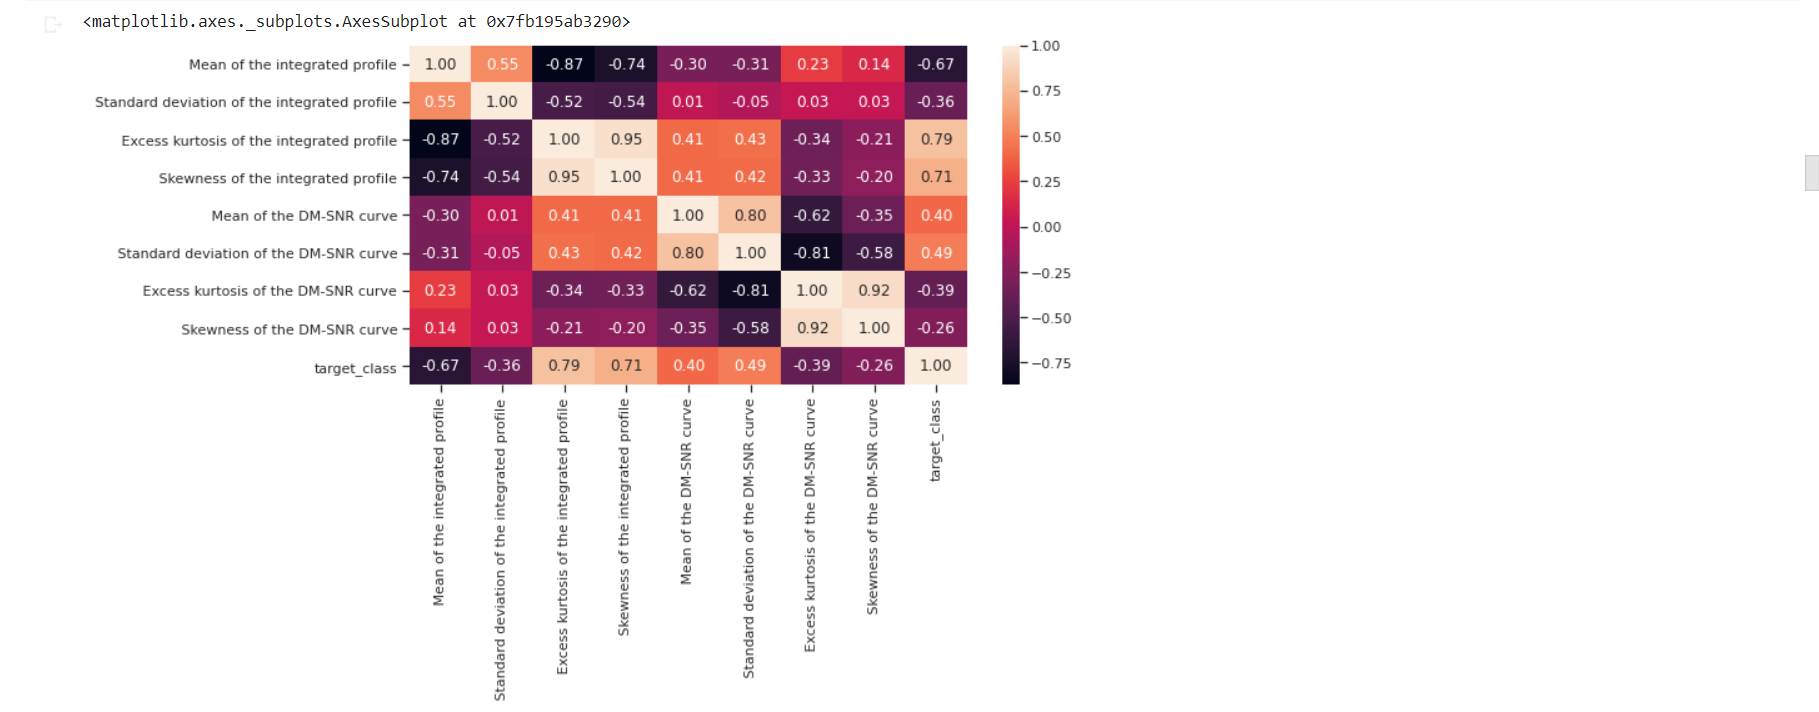 <matplotlib.axes._subplots.AxesSubplot at 0x7fb195ab3290>
Mean of the integrated profile 1.00 0.55 -0.87 -0.74 -0.30 -0.31 0.23 0.14 -0.67
Standard deviation of the integrated profile 0.55 1.00 -0.52 -0.54 0.01 -0.05 0.03 0.03 -0.36
Excess kurtosis of the integrated profile -0.87 -0.52 1.00 0.95 0.41 0.43 -0.34 -0.21 0.79
Skewness of the integrated profile -0.74 -0.54 0.95 1.00 0.41 0.42 -0.33 -0.20 0.71
Mean of the DM-SNR curve -0.30 0.01 0.41 0.41 1.00 0.80 -0.62 -0.35 0.40
Standard deviation of the DM-SNR curve -0.31 -0.05 0.43 0.42 0.80 1.00 -0.81 -0.58 0.49
Excess kurtosis of the DM-SNR curve 0.23 0.03 -0.34 -0.33 -0.62 -0.81 1.00 0.92 -0.39
Skewness of the DM-SNR curve 0.14 0.03 -0.21 -0.20 -0.35 -0.58 0.92 1.00 -0.26
target_class -0.67 -0.36 0.79 0.71 0.40 0.49 -0.39 -0.26 1.00
Mean of the integrated profile
Standard deviation of the integrated profile
Excess kurtosis of the integrated profile
Skewness of the integrated profile
Mean of the DM-SNR curve
Standard deviation of the DM-SNR curve
Excess kurtosis of the DM-SNR curve
Skewness of the DM-SNR curve
target_class
1.00
0.75
0.50
0.25
0.00
−0.25
−0.50
−0.75